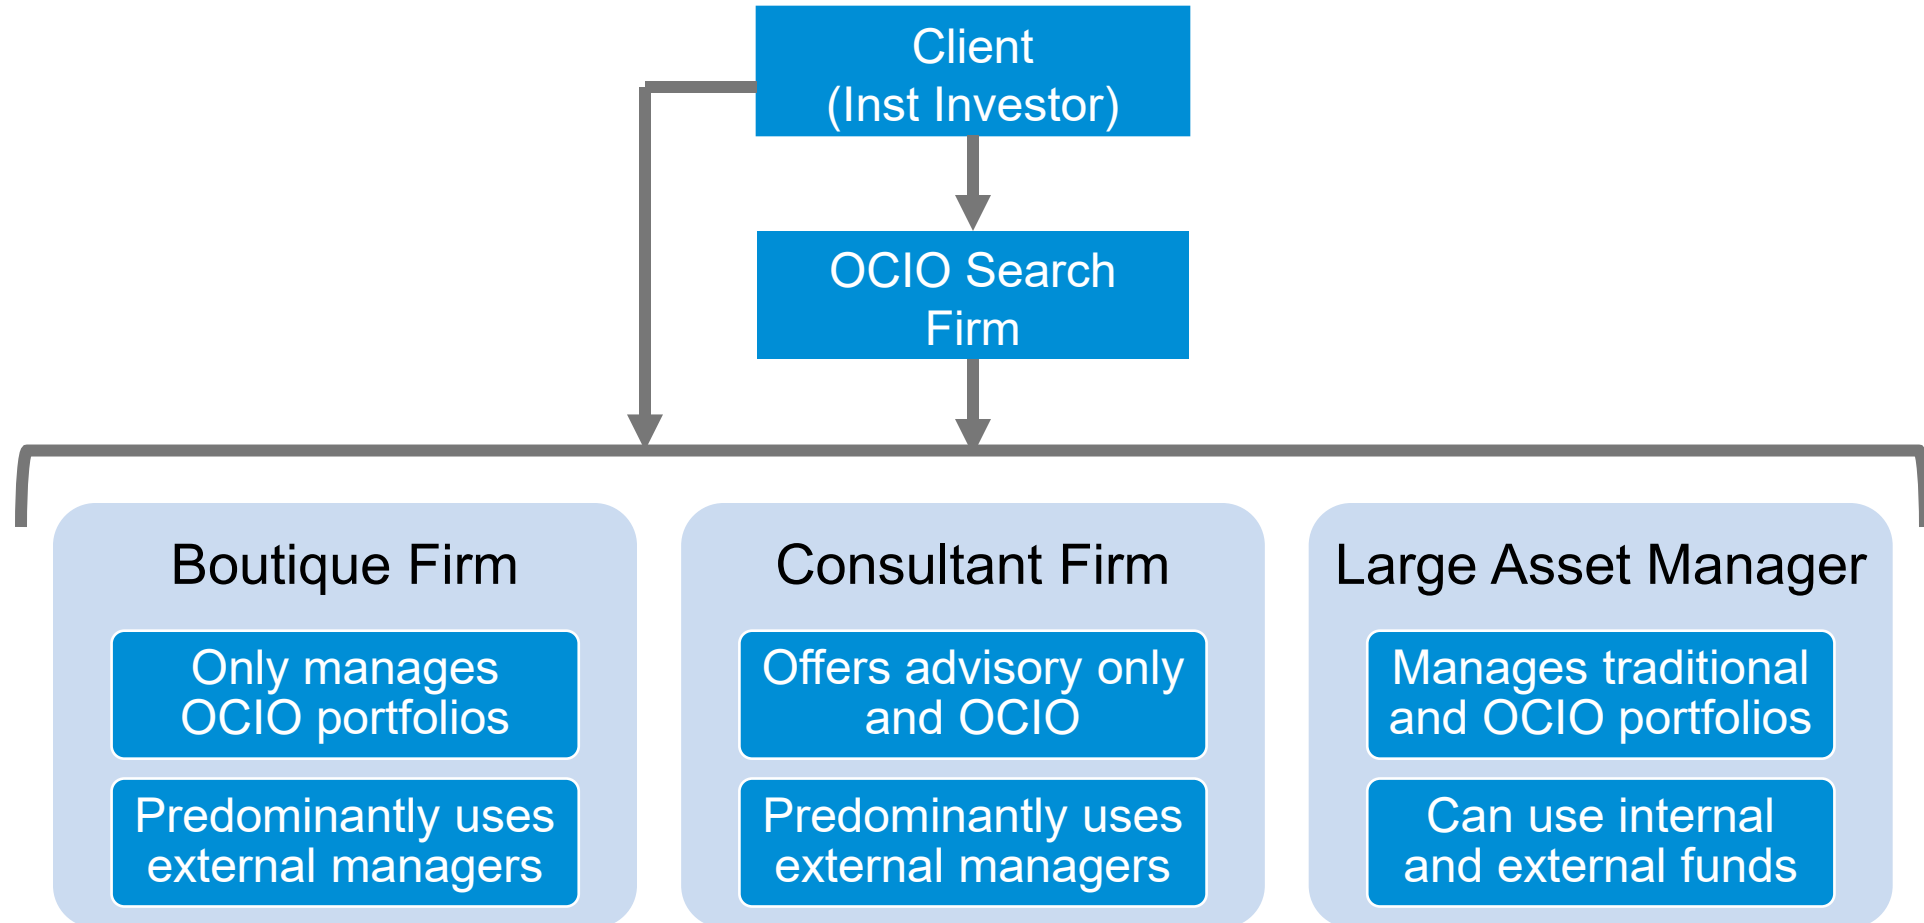 Client
(Inst Investor)
OCIO Search
Firm
Boutique Firm
Only manages
OCIO portfolios
Predominantly uses
external managers
Consultant Firm
Offers advisory only
and OCIO
Predominantly uses
external managers
Large Asset Manager
Manages traditional
and OCIO portfolios
Can use internal
and external funds